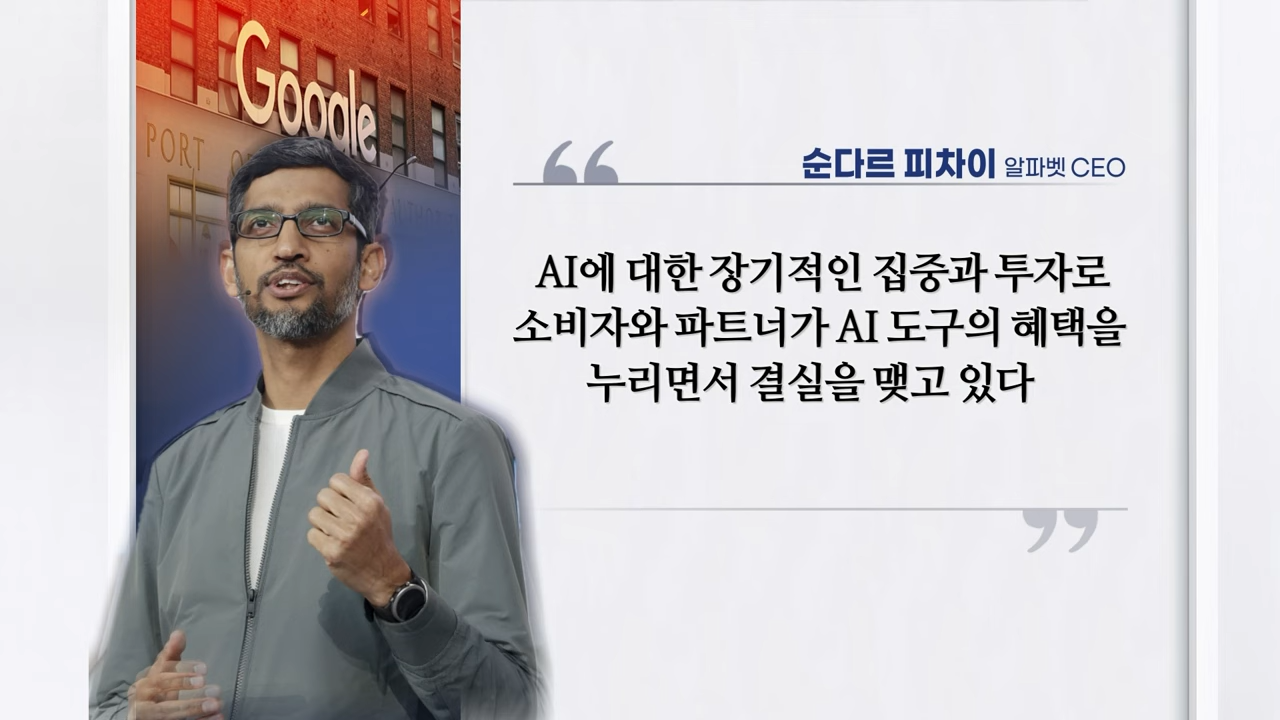 Google
PORT
순다르 피차이 알파벳 CEO
AI에 대한 장기적인 집중과 투자로
소비자와 파트너가 AI 도구의 혜택을
누리면서 결실을 맺고 있다